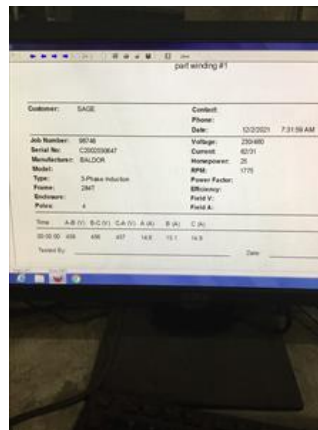 part winding #1
Customer: SAGE Contact:
Phone:
Date: 12/2/2021 7:31:59 AM
Job Number: 98748 Voltage: 230/460
Serial No: Current: 62/31
Manufacturer: BALDOR Horsepower: 25
Model: RPM: 1775
Type: 3-Phase Induction Power Factor:
Frame: 284T Efficiency:
Enclosure: Field V:
Poles: 4 Field A:
Time A-B (V) B-C (V) C-A (V) A (A) B (A) C (A)
00:00:00 456 456 457 14.8 15.1 14.9
Tested By: Date: